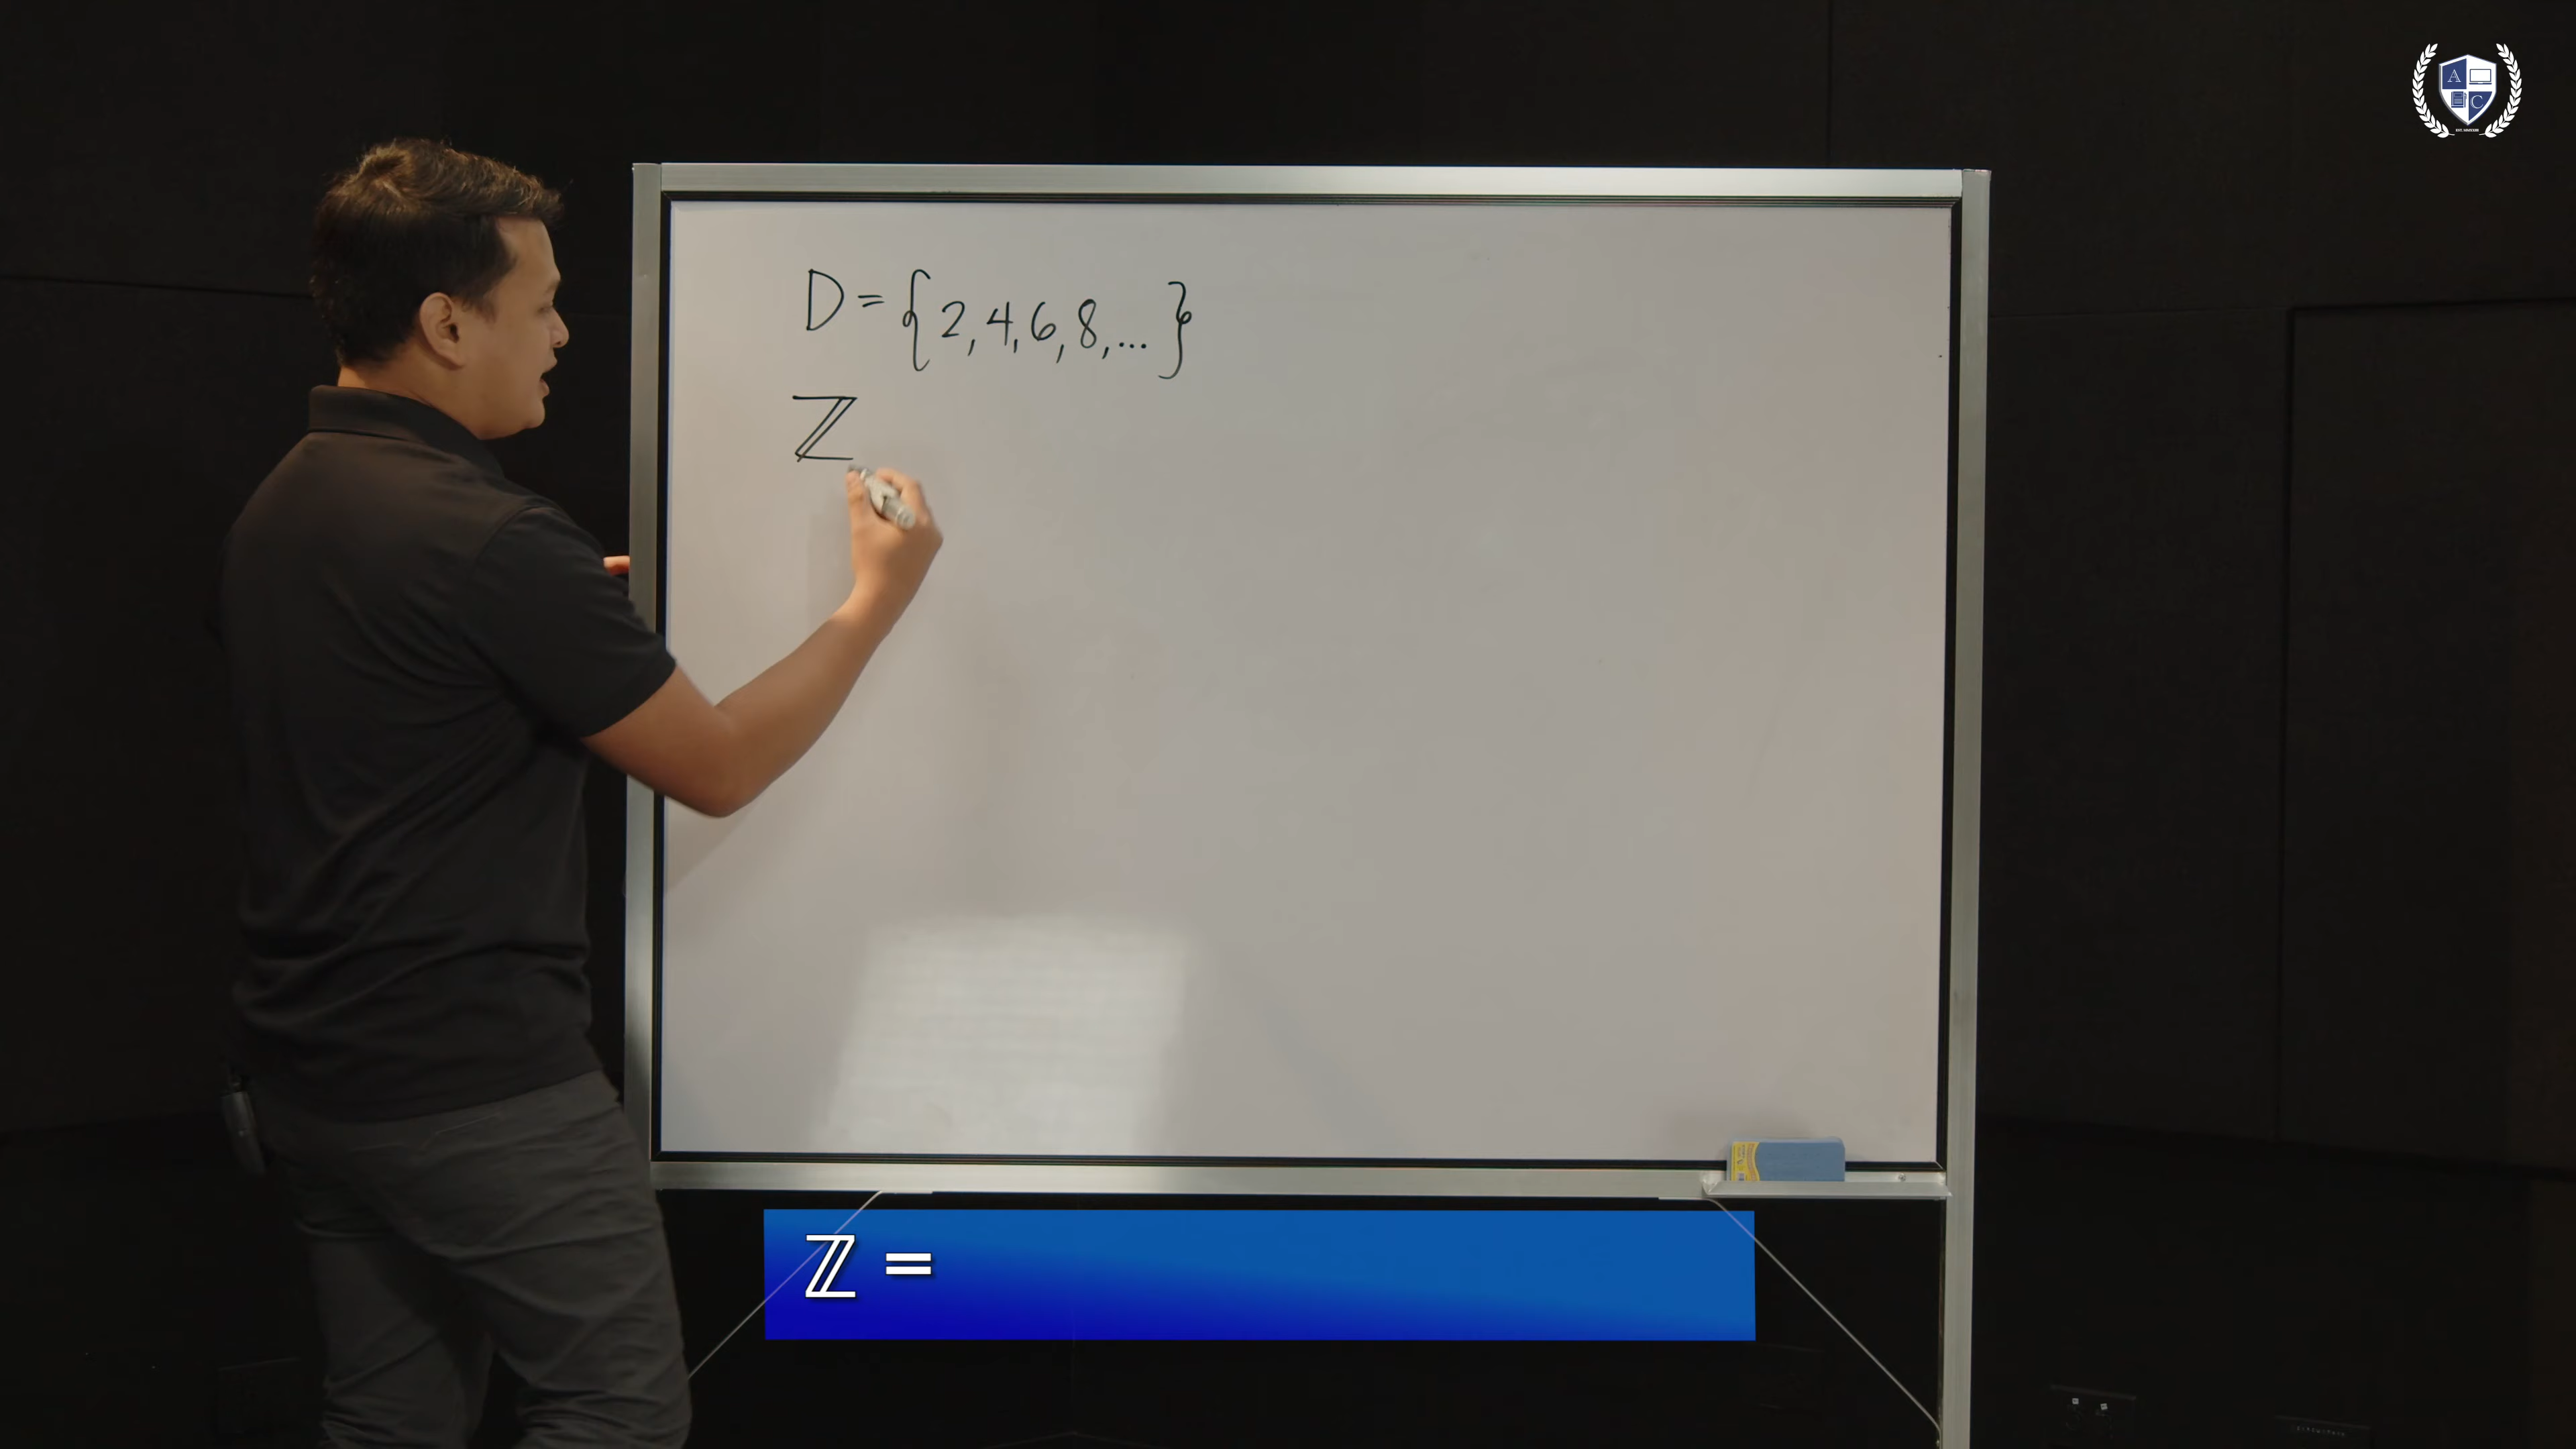 D = {2, 4, 6, 8, ...}
ℤ
ℤ =
A
C